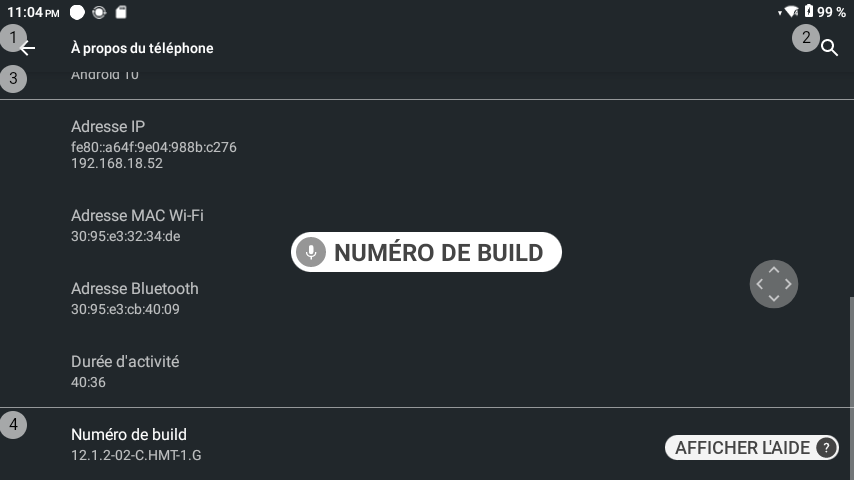 11:04 PM 99 %
1 À propos du téléphone 2
3 Android 10
Adresse IP
fe80::a64f:9e04:988b:c276
192.168.18.52
Adresse MAC Wi-Fi
30:95:e3:32:34:de
NUMÉRO DE BUILD
Adresse Bluetooth
30:95:e3:cb:40:09
Durée d'activité
40:36
4 Numéro de build
12.1.2-02-C.HMT-1.G
AFFICHER L'AIDE ?